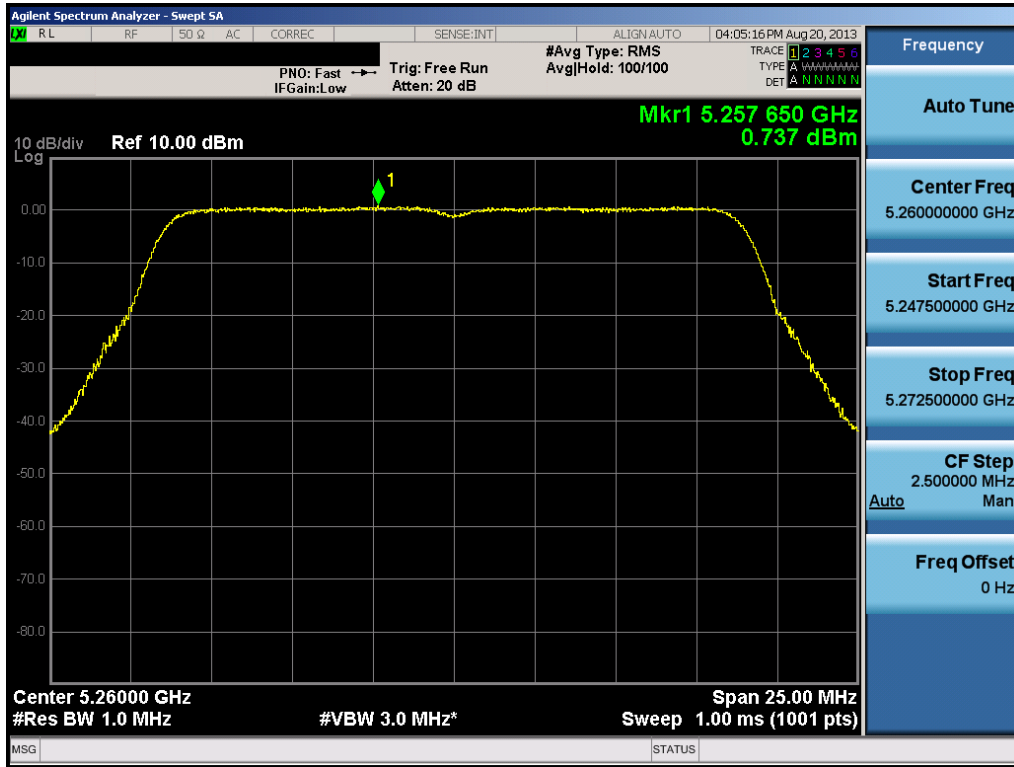 Agilent Spectrum Analyzer - Swept SA
LXI RL RF 50 Ω AC CORREC SENSE:INT ALIGN AUTO 04:05:16 PM Aug 20, 2013
PNO: Fast
IFGain:Low
Trig: Free Run
Atten: 20 dB
#Avg Type: RMS
Avg|Hold: 100/100
TRACE 1 2 3 4 5 6
TYPE A WWWWW
DET A N N N N N
Mkr1 5.257 650 GHz
0.737 dBm
10 dB/div Ref 10.00 dBm
Log
1
0.00
-10.0
-20.0
-30.0
-40.0
-50.0
-60.0
-70.0
-80.0
Center 5.26000 GHz Span 25.00 MHz
#Res BW 1.0 MHz #VBW 3.0 MHz* Sweep 1.00 ms (1001 pts)
MSG STATUS
Frequency
Auto Tune
Center Freq
5.260000000 GHz
Start Freq
5.247500000 GHz
Stop Freq
5.272500000 GHz
CF Step
2.500000 MHz
Auto Man
Freq Offset
0 Hz